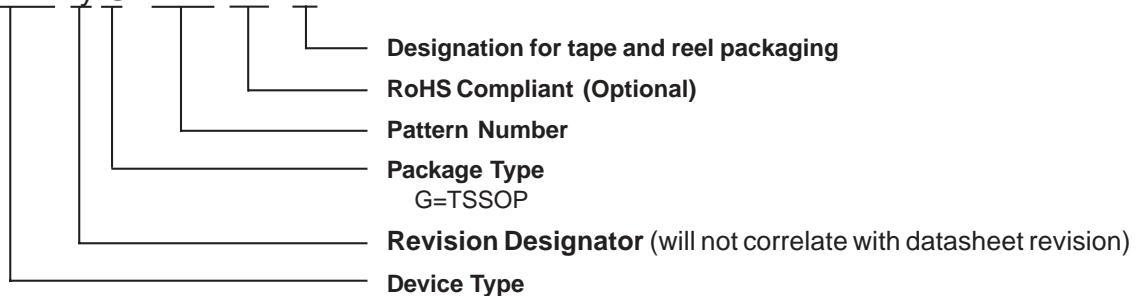 Designation for tape and reel packaging
RoHS Compliant (Optional)
Pattern Number
Package Type
G=TSSOP
Revision Designator (will not correlate with datasheet revision)
Device Type